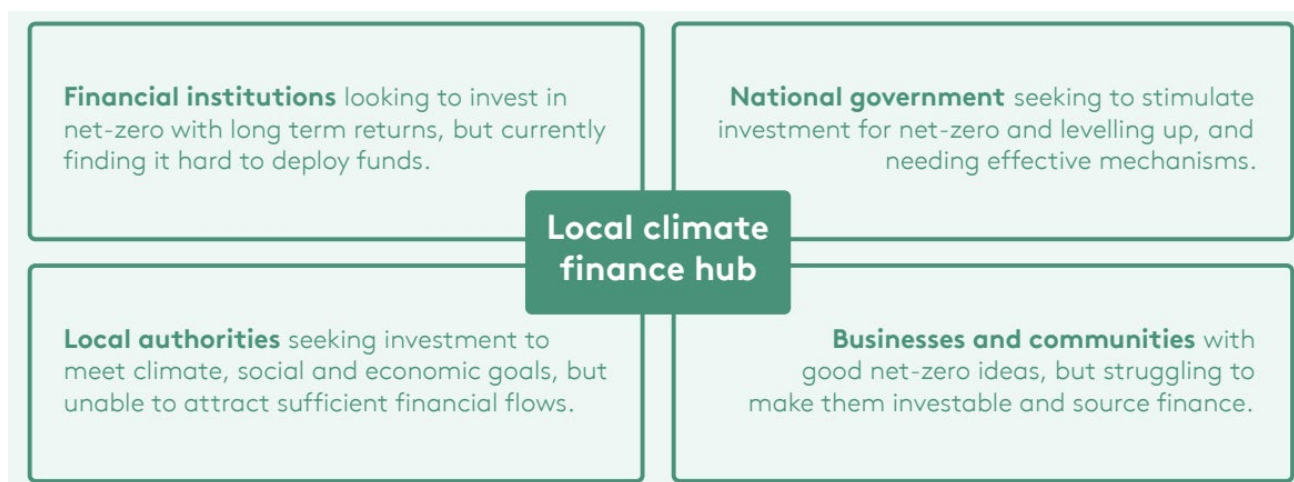 Financial institutions looking to invest in
net-zero with long term returns, but currently
finding it hard to deploy funds.
National government seeking to stimulate
investment for net-zero and levelling up, and
needing effective mechanisms.
Local climate
finance hub
Local authorities seeking investment to
meet climate, social and economic goals, but
unable to attract sufficient financial flows.
Businesses and communities with
good net-zero ideas, but struggling to
make them investable and source finance.